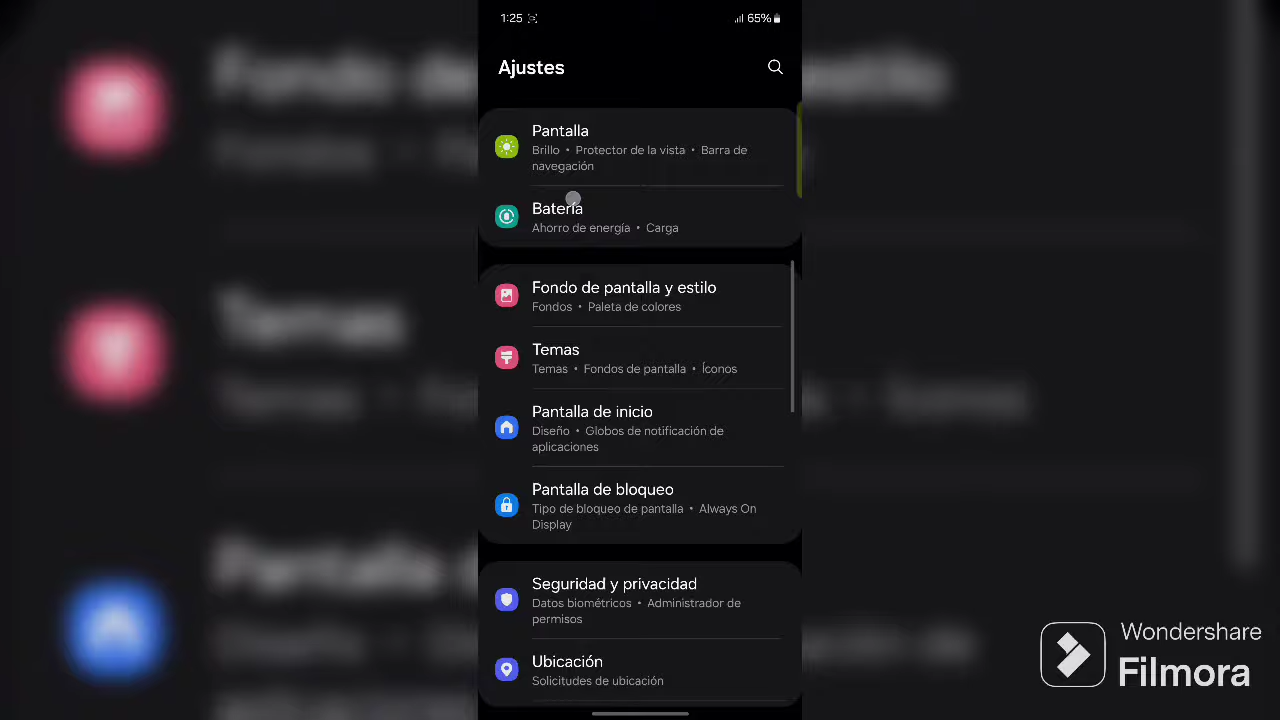 1:25
65%
Ajustes
Pantalla
Brillo • Protector de la vista • Barra de
navegación
Batería
Ahorro de energía • Carga
Fondo de pantalla y estilo
Fondos • Paleta de colores
Temas
Temas • Fondos de pantalla • Íconos
Pantalla de inicio
Diseño • Globos de notificación de
aplicaciones
Pantalla de bloqueo
Tipo de bloqueo de pantalla • Always On
Display
Seguridad y privacidad
Datos biométricos • Administrador de
permisos
Ubicación
Solicitudes de ubicación
Wondershare
Filmora